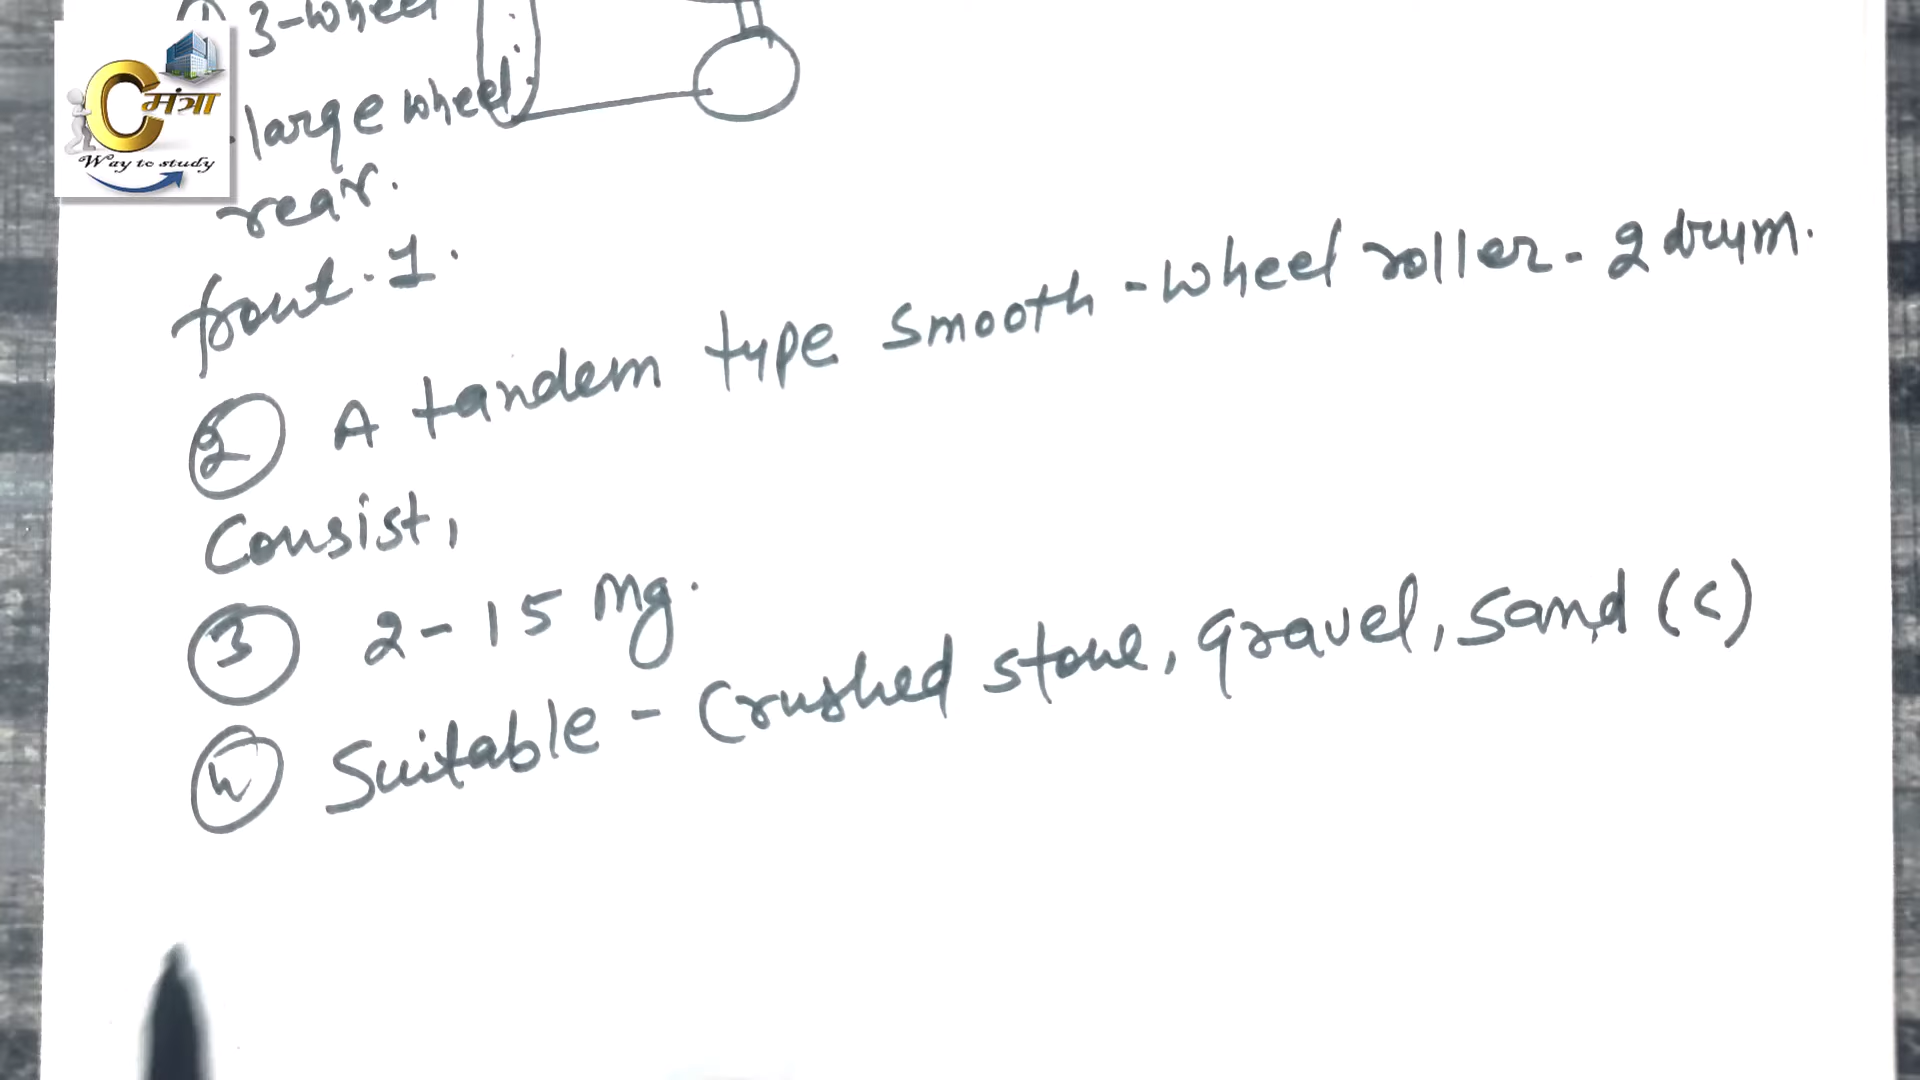 ① 3-wheel
C मंत्रा
Way to study
large wheel
rear.
front. 1.
② A tandem type smooth-wheel roller - 2 drum.
Consist,
③ 2-15 Mg.
④ Suitable - Crushed stone, gravel, sand (c)